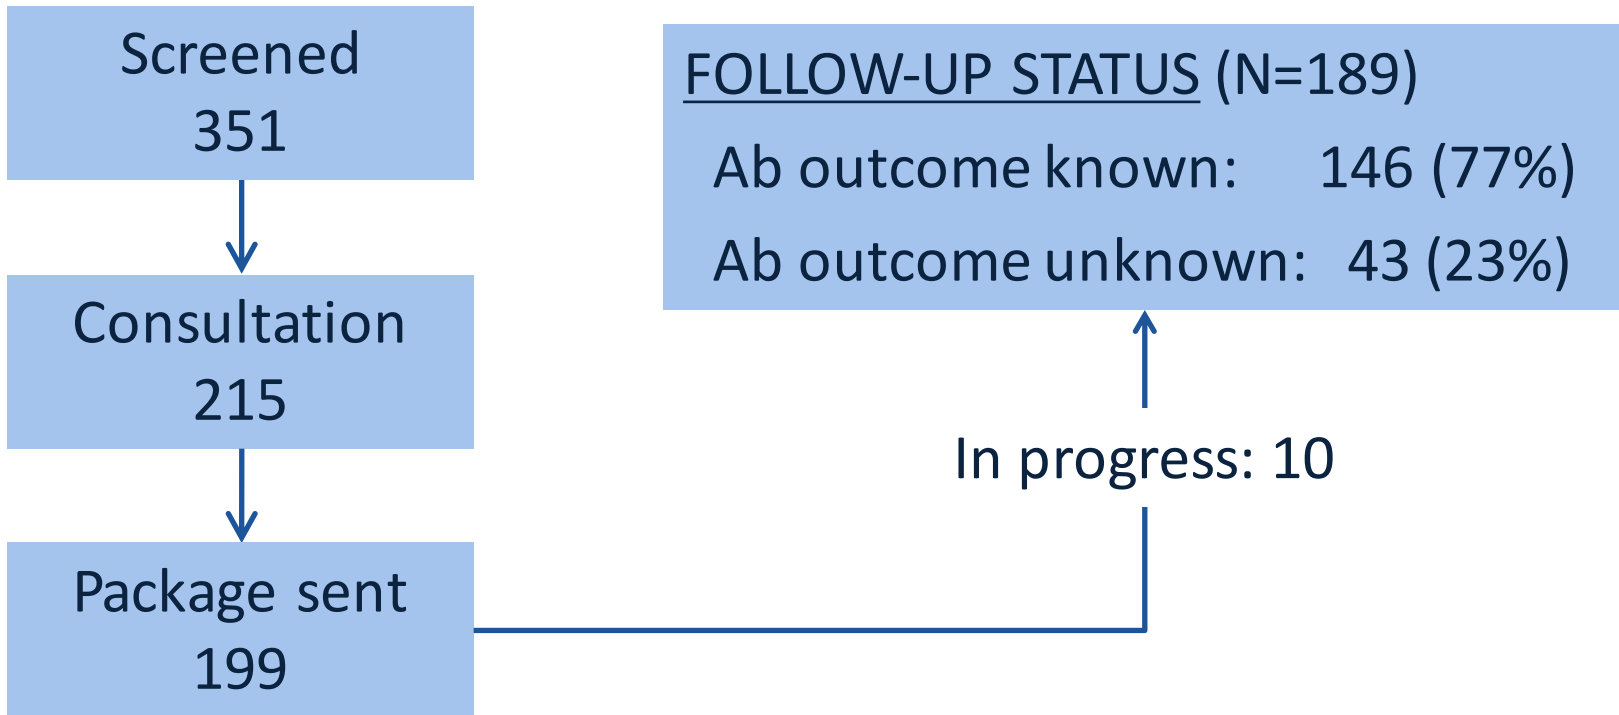 Screened
351
Consultation
215
Package sent
199
In progress: 10
FOLLOW-UP STATUS (N=189)
Ab outcome known: 146 (77%)
Ab outcome unknown: 43 (23%)